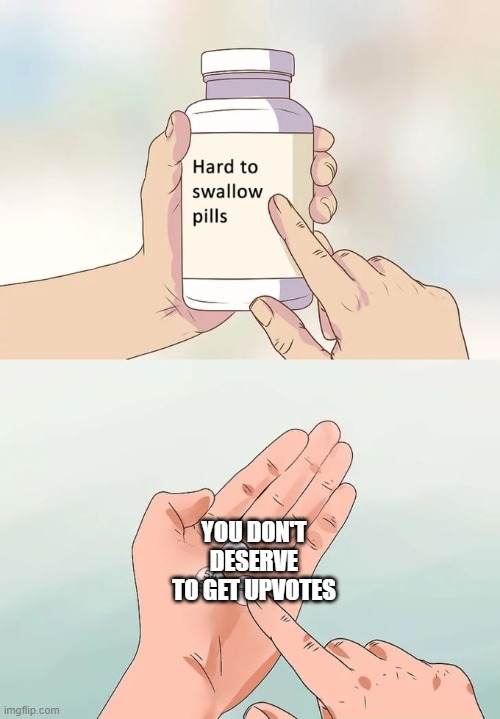 Hard to
swallow
pills
YOU DON'T
DESERVE
TO GET UPVOTES
imgflip.com